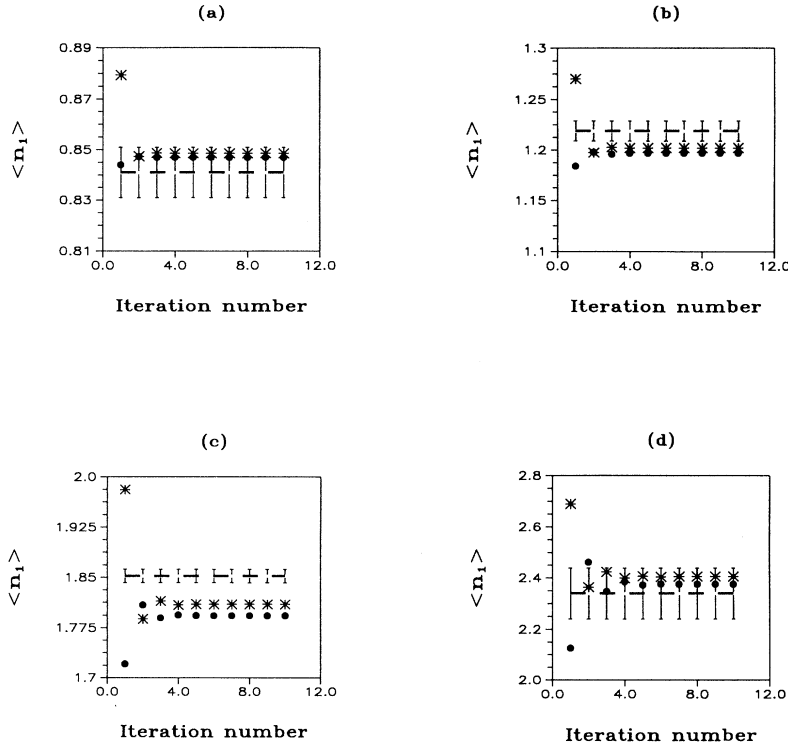 (a)
0.89
0.87
0.85
0.83
0.81
<n₁>
0.0 4.0 8.0 12.0
Iteration number
(b)
1.3
1.25
1.2
1.15
1.1
<n₁>
0.0 4.0 8.0 12.0
Iteration number
(c)
2.0
1.925
1.85
1.775
1.7
<n₁>
0.0 4.0 8.0 12.0
Iteration number
(d)
2.8
2.6
2.4
2.2
2.0
<n₁>
0.0 4.0 8.0 12.0
Iteration number